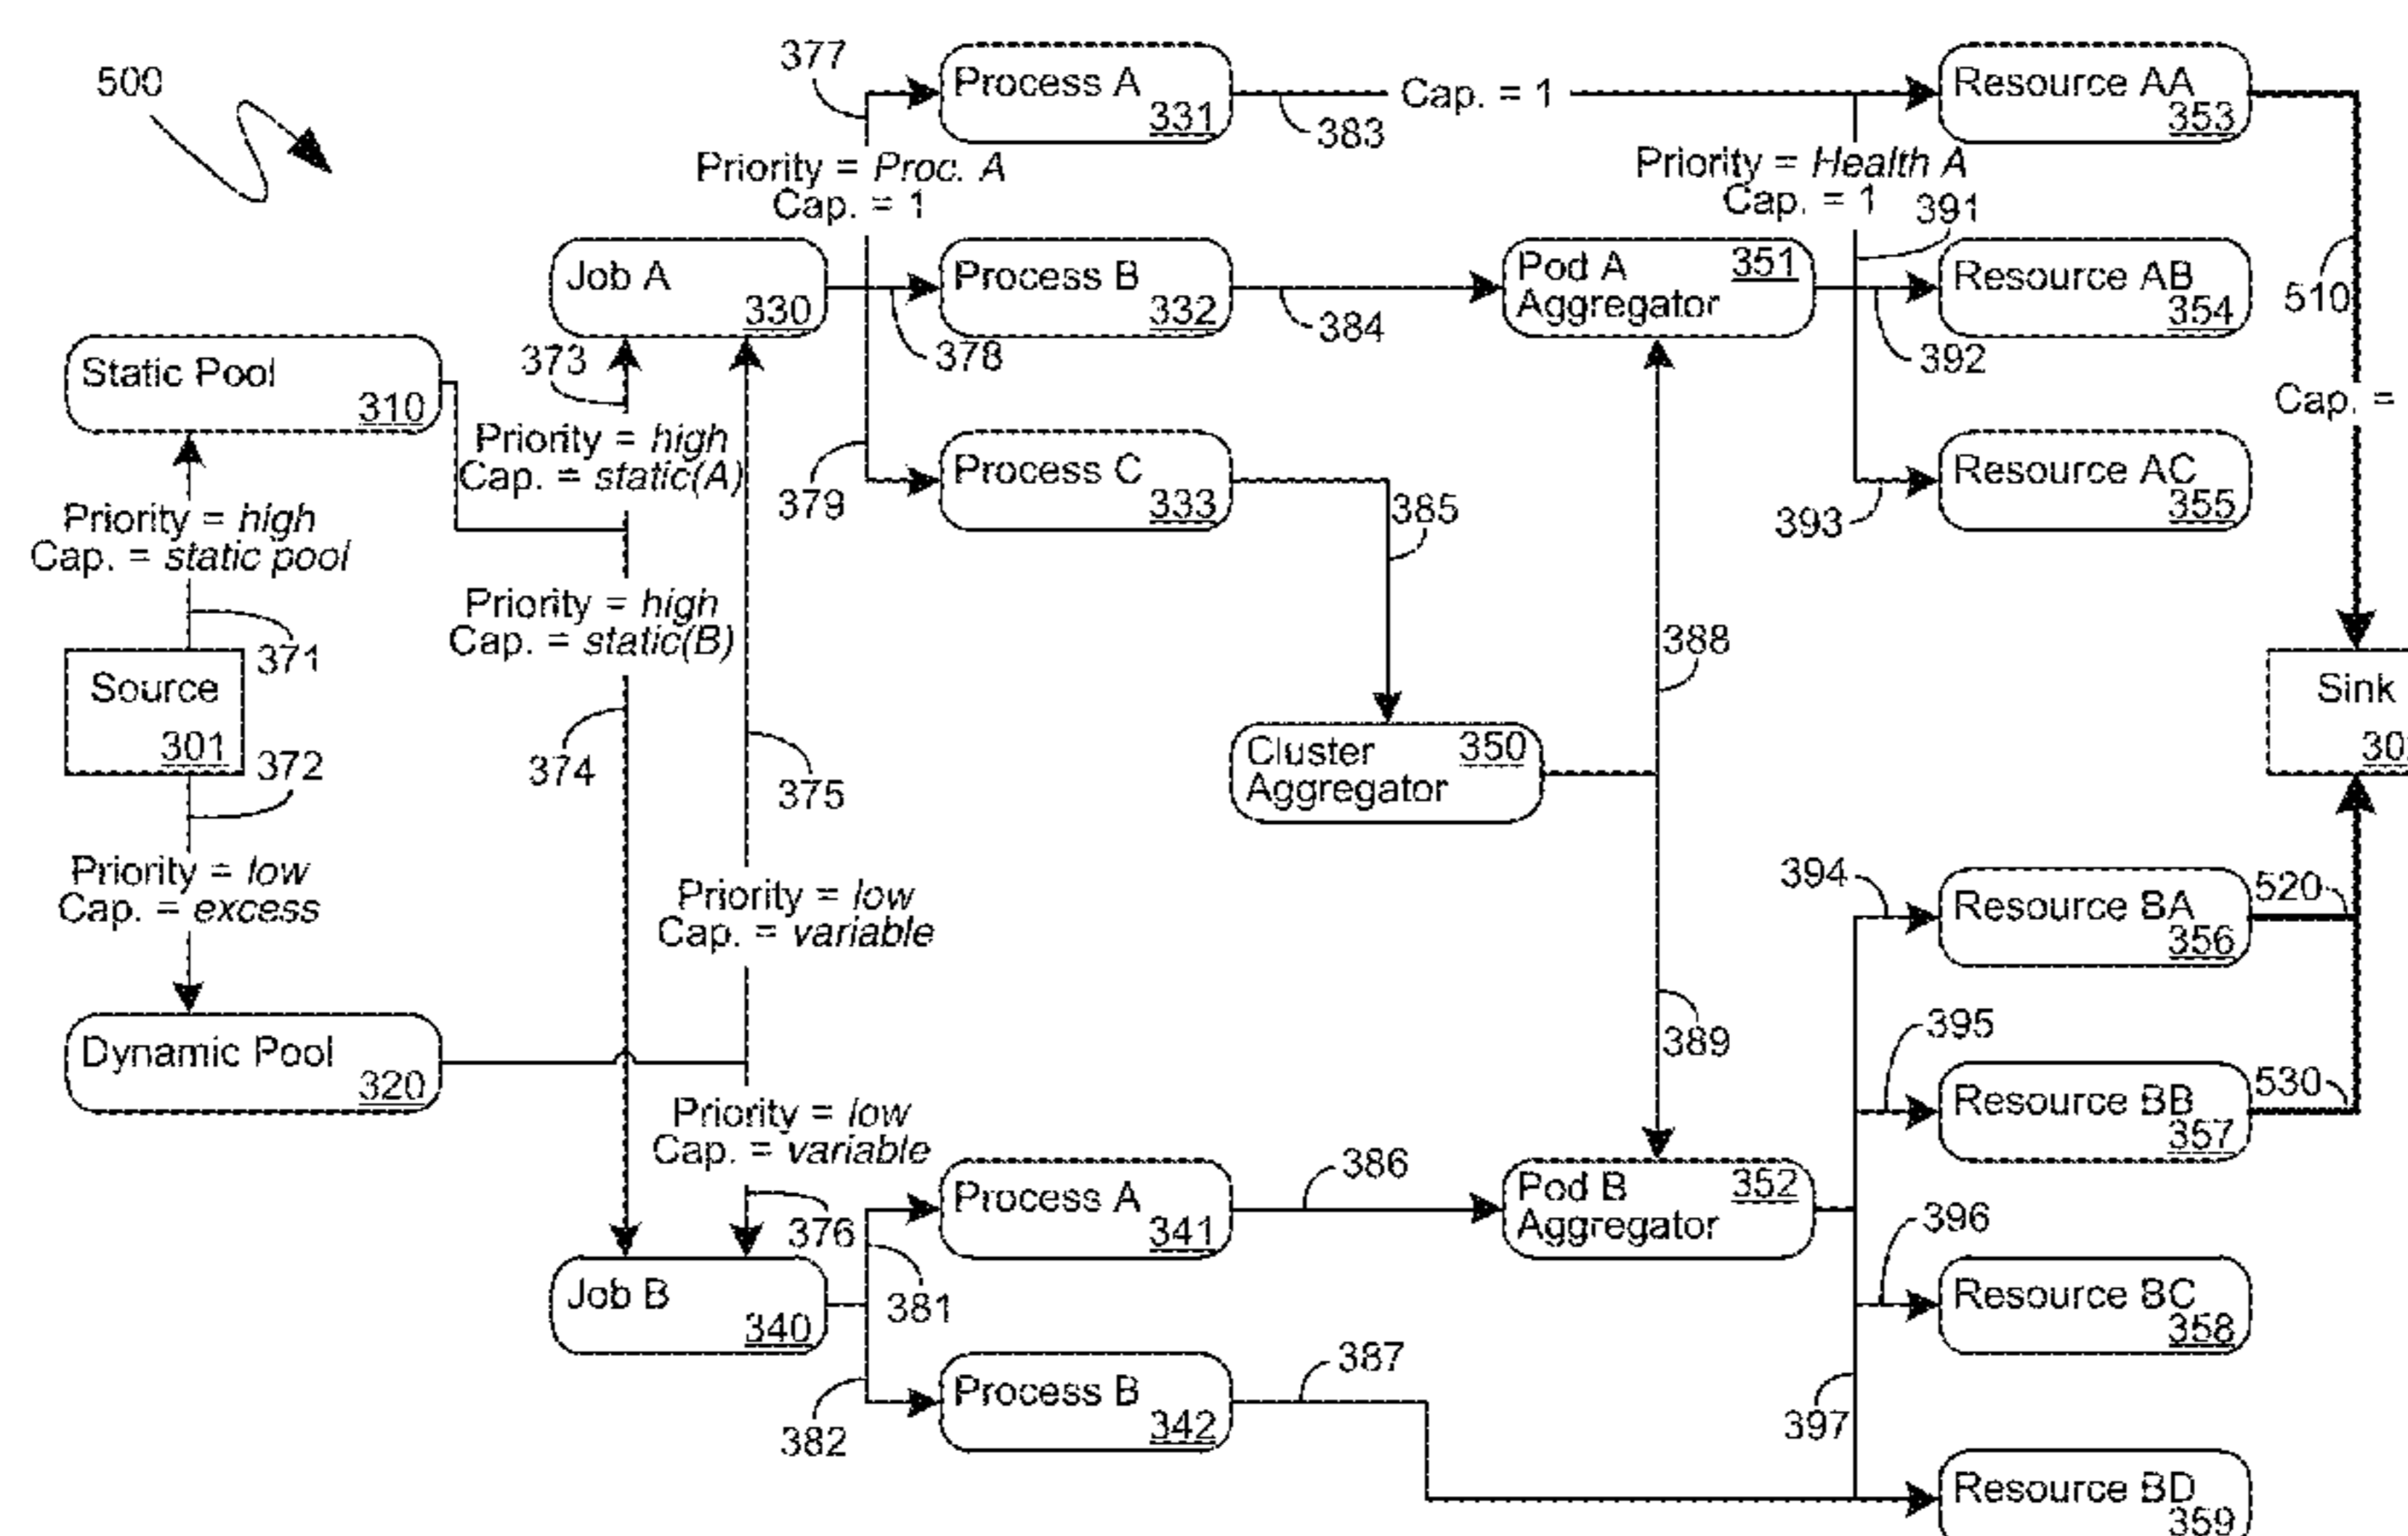 500
377
Process A
331
Cap. = 1
383
Resource AA
353
Priority = Proc. A
Cap. = 1
Priority = Health A
Cap. = 1
391
Job A
330
Process B
332
384
Pod A
Aggregator
351
Resource AB
354
510
392
378
373
Static Pool
310
Cap. =
Priority = high
Cap. = static(A)
379
Process C
333
385
Resource AC
355
393
Priority = high
Cap. = static pool
Priority = high
Cap. = static(B)
371
388
Source
301
372
374
375
Cluster
Aggregator
350
Sink
Priority = low
Cap. = excess
Priority = low
Cap. = variable
394
Resource BA
356
520
389
395
Dynamic Pool
320
Resource BB
357
530
Priority = low
Cap. = variable
376
Process A
341
386
Pod B
Aggregator
352
396
381
Job B
340
Resource BC
358
387
382
Process B
342
397
Resource BD
359